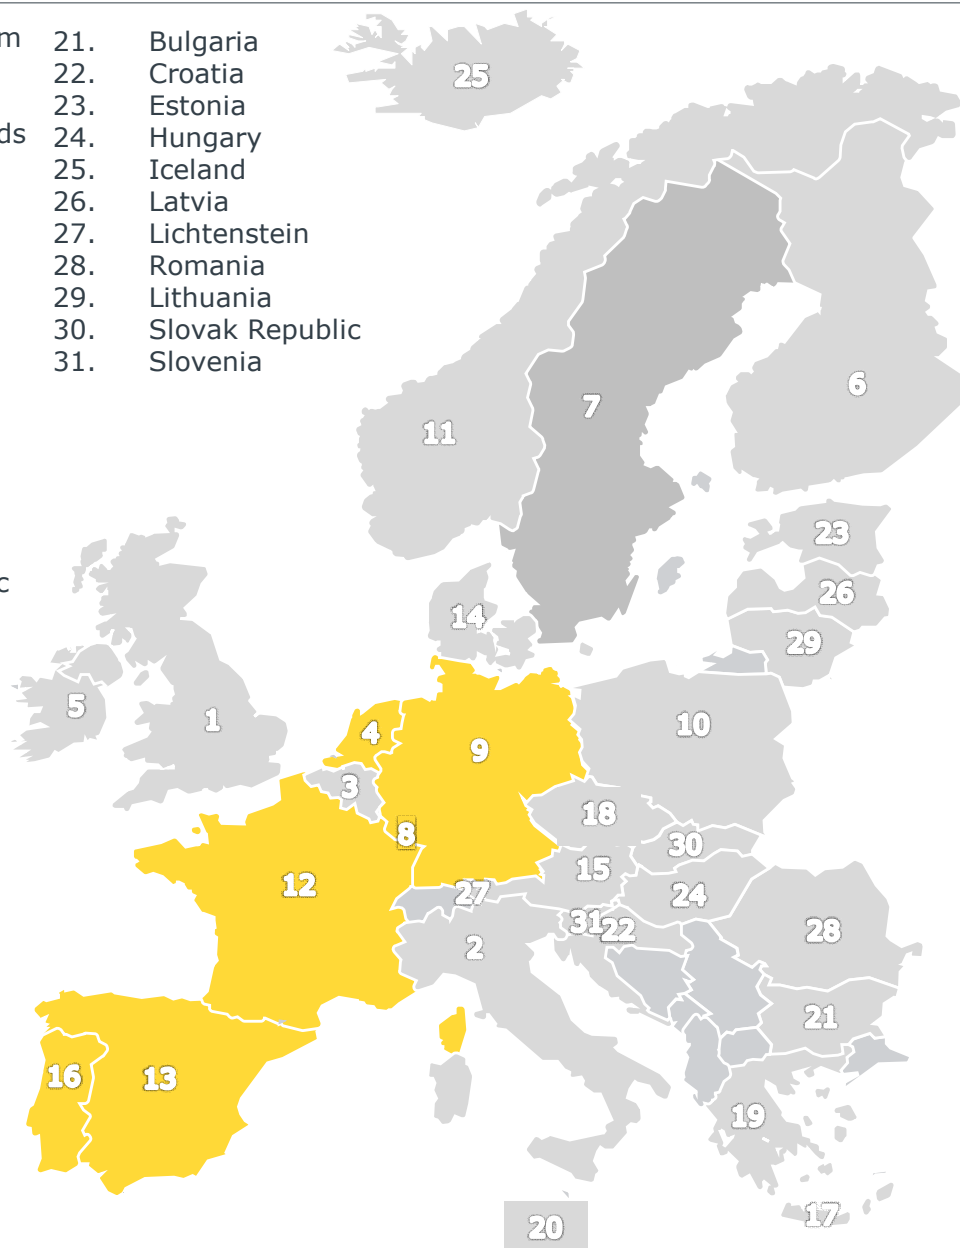 m
ds
c
21. Bulgaria
22. Croatia
23. Estonia
24. Hungary
25. Iceland
26. Latvia
27. Lichtenstein
28. Romania
29. Lithuania
30. Slovak Republic
31. Slovenia
25
6
7
11
23
26
14
29
5
1
4
10
9
3
18
8
30
15
12
27
24
31
22
28
2
21
16
13
19
17
20